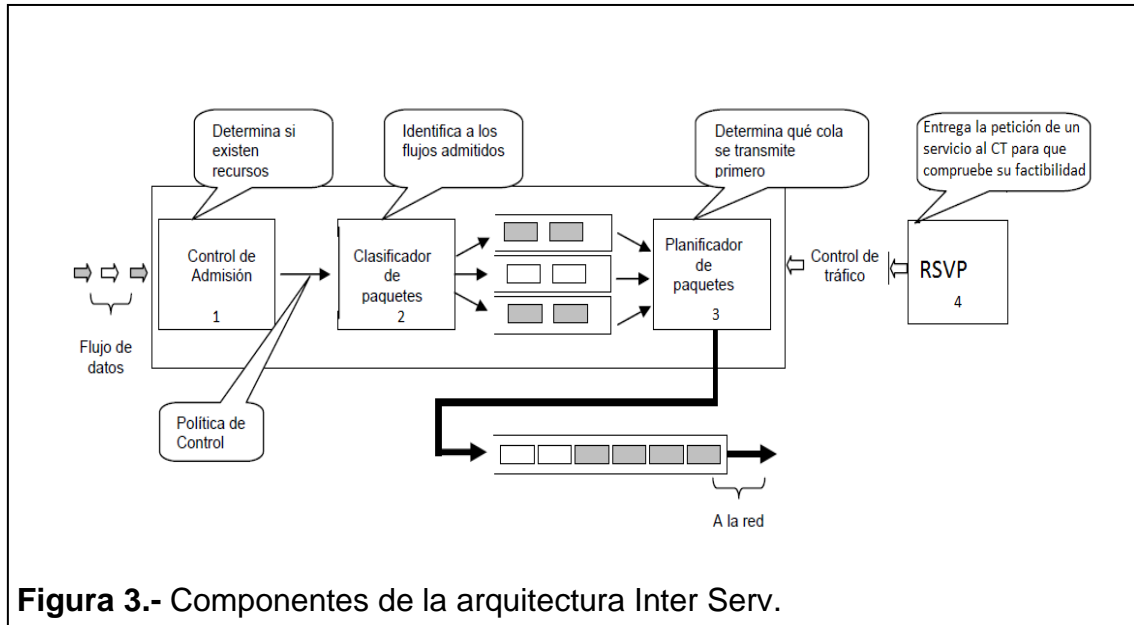 Determina si
existen
recursos
Identifica a los
flujos admitidos
Determina qué cola
se transmite
primero
Entrega la petición de un
servicio al CT para que
compruebe su factibilidad
Control de
Admisión
1
Clasificador
de
paquetes
2
Planificador
de
paquetes
3
Control de
tráfico
RSVP
4
Flujo de
datos
Política de
Control
A la red
Figura 3.- Componentes de la arquitectura Inter Serv.